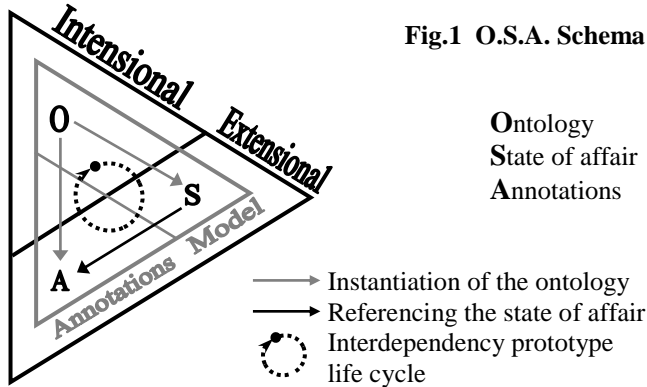 Fig.1 O.S.A. Schema
Intensional
Extensional
O
S
A
Annotations
Model
Ontology
State of affair
Annotations
Instantiation of the ontology
Referencing the state of affair
Interdependency prototype
life cycle